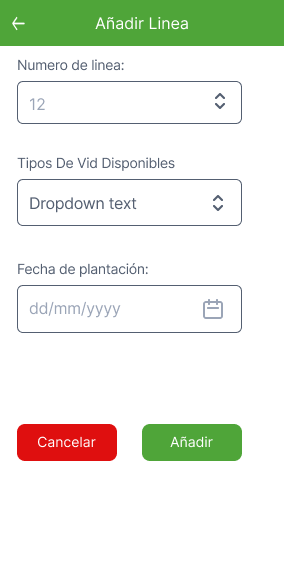 Añadir Linea
Numero de linea:
12
Tipos De Vid Disponibles
Dropdown text
Fecha de plantación:
dd/mm/yyyy
Cancelar
Añadir